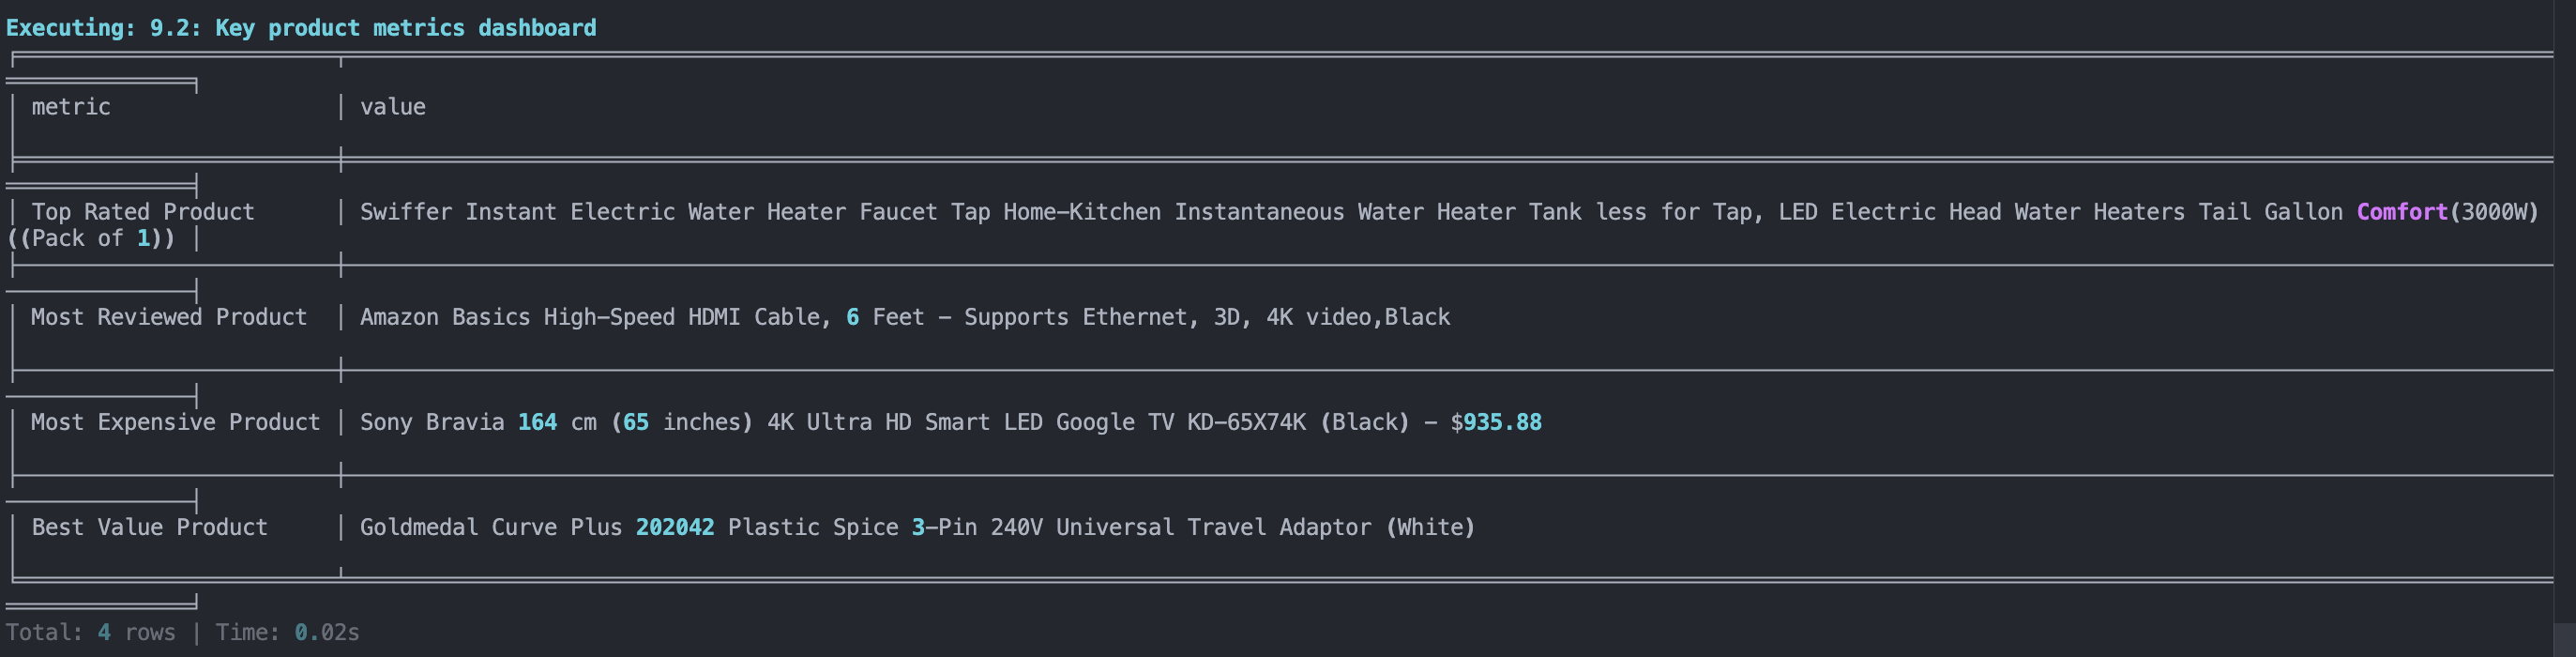 Executing: 9.2: Key product metrics dashboard
metric | value
Top Rated Product | Swiffer Instant Electric Water Heater Faucet Tap Home-Kitchen Instantaneous Water Heater Tank less for Tap, LED Electric Head Water Heaters Tail Gallon Comfort(3000W)
((Pack of 1)) |
Most Reviewed Product | Amazon Basics High-Speed HDMI Cable, 6 Feet - Supports Ethernet, 3D, 4K video,Black
Most Expensive Product | Sony Bravia 164 cm (65 inches) 4K Ultra HD Smart LED Google TV KD-65X74K (Black) - $935.88
Best Value Product | Goldmedal Curve Plus 202042 Plastic Spice 3-Pin 240V Universal Travel Adaptor (White)
Total: 4 rows | Time: 0.02s